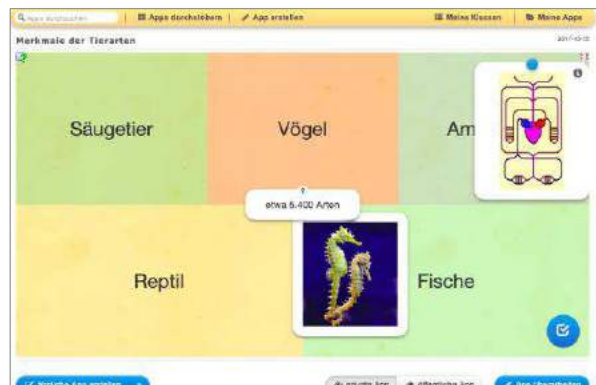 Apps durchstöbern
App erstellen
Meine Klassen
Meine Apps
Merkmale der Tierarten
Säugetier
Vögel
Am
etwa 5.400 Arten
Reptil
Fische